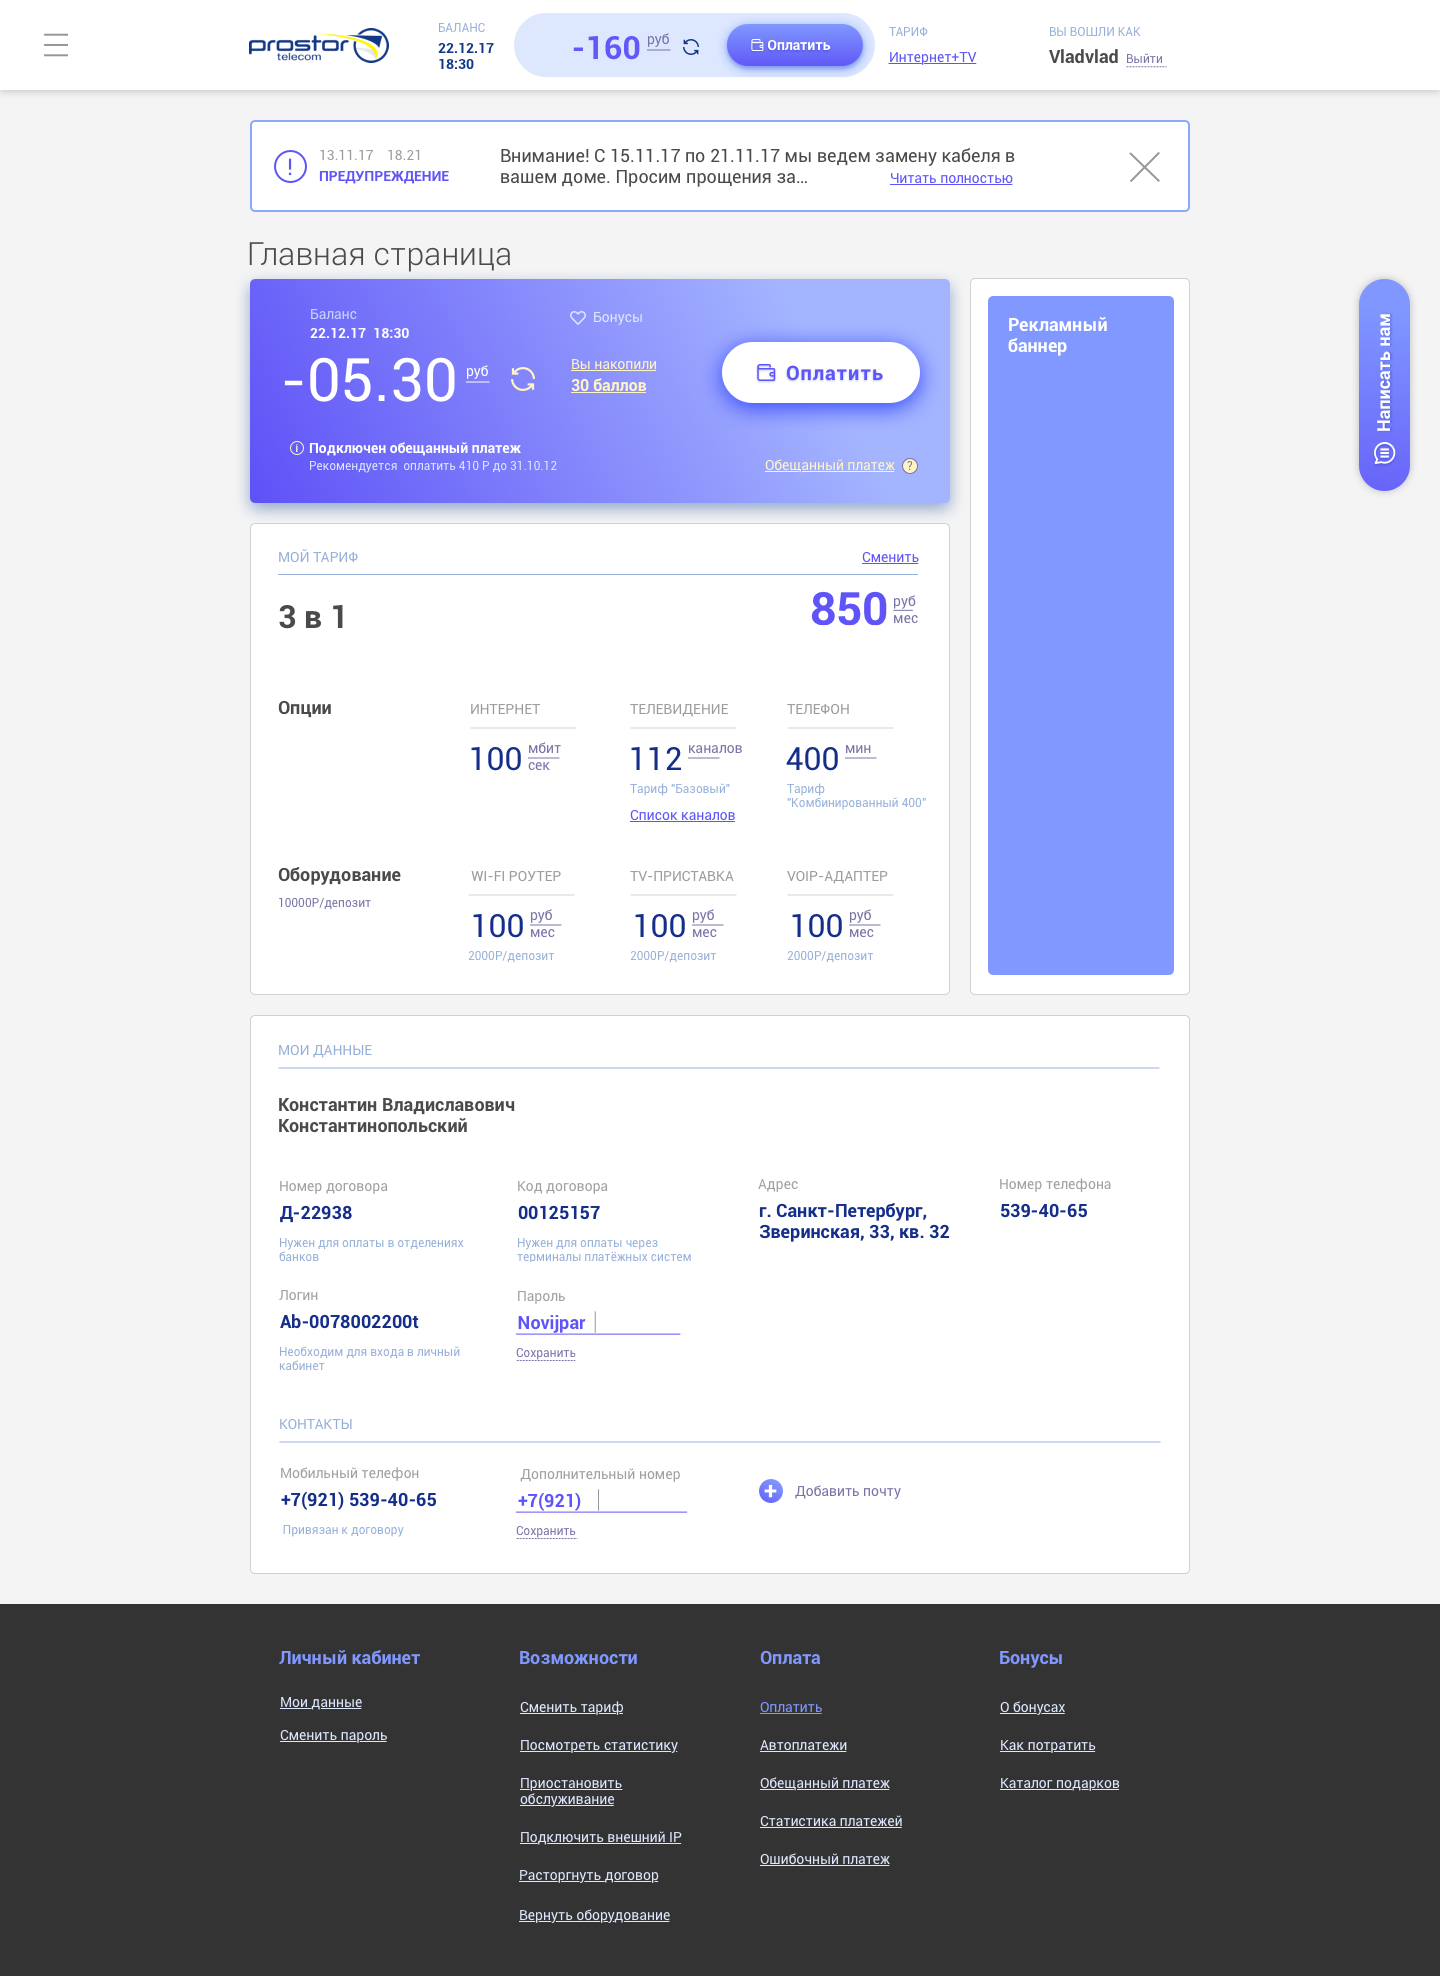 prostor
telecom
БАЛАНС
22.12.17
18:30
-160 руб
Оплатить
ТАРИФ
Интернет+TV
ВЫ ВОШЛИ КАК
Vladvlad Выйти
13.11.17 18.21
ПРЕДУПРЕЖДЕНИЕ
Внимание! С 15.11.17 по 21.11.17 мы ведем замену кабеля в
вашем доме. Просим прощения за...
Читать полностью
Главная страница
Баланс
22.12.17 18:30
-05.30 руб
Бонусы
Вы накопили
30 баллов
Оплатить
Подключен обещанный платеж
Рекомендуется оплатить 410 Р до 31.10.12
Обещанный платеж ?
Рекламный
баннер
Написать нам
МОЙ ТАРИФ
Сменить
3 в 1
850 руб
мес
Опции
ИНТЕРНЕТ
ТЕЛЕВИДЕНИЕ
ТЕЛЕФОН
100 мбит
сек
112 каналов
400 мин
Тариф "Базовый"
Список каналов
Тариф
"Комбинированный 400"
Оборудование
10000Р/депозит
WI-FI РОУТЕР
TV-ПРИСТАВКА
VOIP-АДАПТЕР
100 руб
мес
100 руб
мес
100 руб
мес
2000Р/депозит
2000Р/депозит
2000Р/депозит
МОИ ДАННЫЕ
Константин Владиславович
Константинопольский
Номер договора
Д-22938
Нужен для оплаты в отделениях
банков
Код договора
00125157
Нужен для оплаты через
терминалы платёжных систем
Адрес
г. Санкт-Петербург,
Зверинская, 33, кв. 32
Номер телефона
539-40-65
Логин
Ab-0078002200t
Необходим для входа в личный
кабинет
Пароль
Novijpar
Сохранить
КОНТАКТЫ
Мобильный телефон
+7(921) 539-40-65
Привязан к договору
Дополнительный номер
+7(921)
Сохранить
Добавить почту
Личный кабинет
Мои данные
Сменить пароль
Возможности
Сменить тариф
Посмотреть статистику
Приостановить
обслуживание
Подключить внешний IP
Расторгнуть договор
Вернуть оборудование
Оплата
Оплатить
Автоплатежи
Обещанный платеж
Статистика платежей
Ошибочный платеж
Бонусы
О бонусах
Как потратить
Каталог подарков